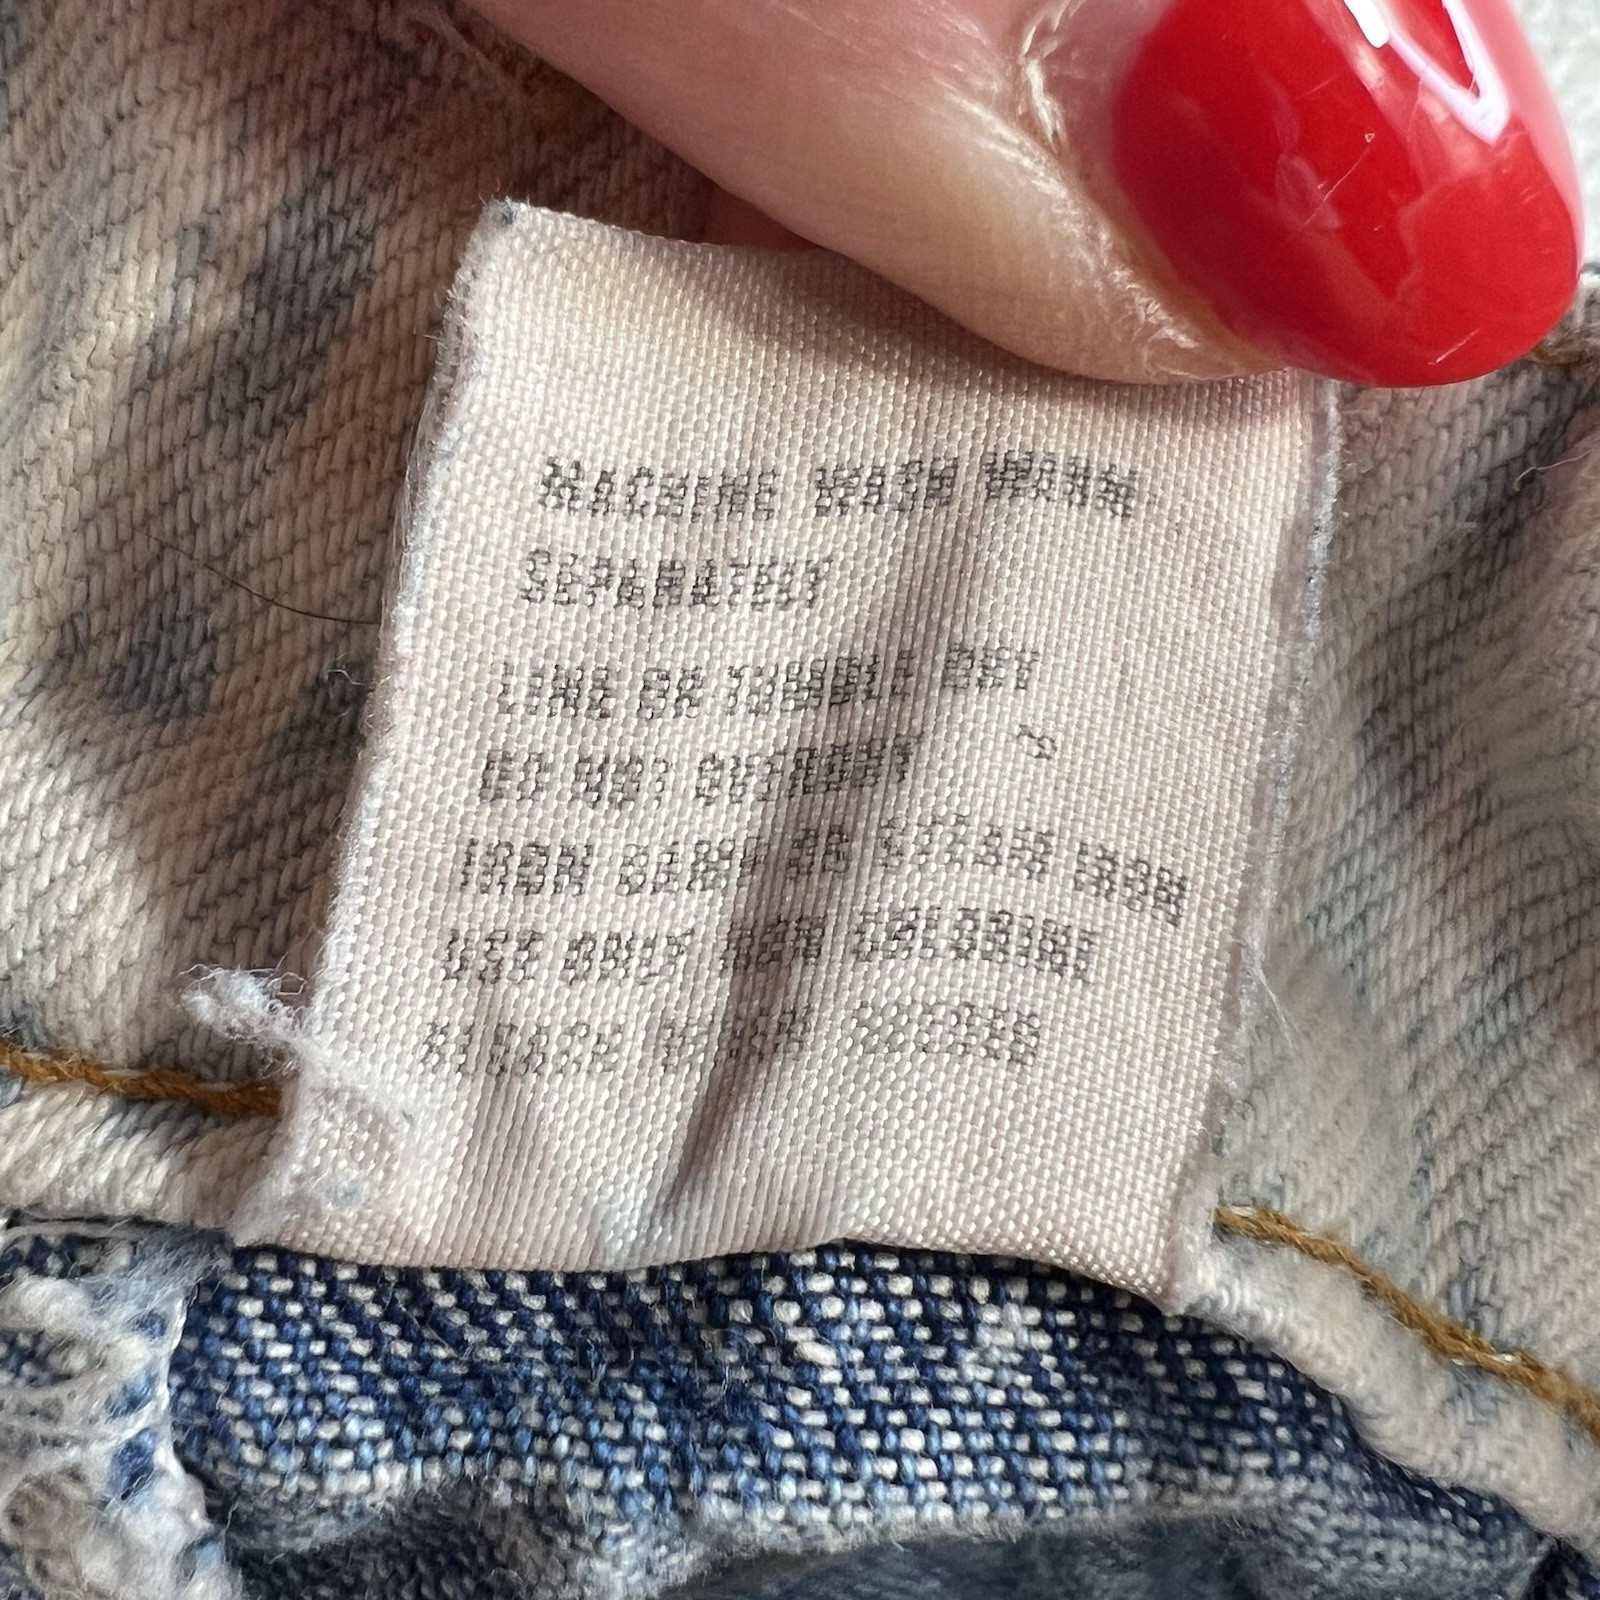 MACHINE WASH WARM
SEPARATELY
LINE OR TUMBLE DRY
DO NOT OVERDRY
IRON DAMP OR STEAM IRON
USE ONLY NON CHLORINE
BLEACH WHEN NEEDED